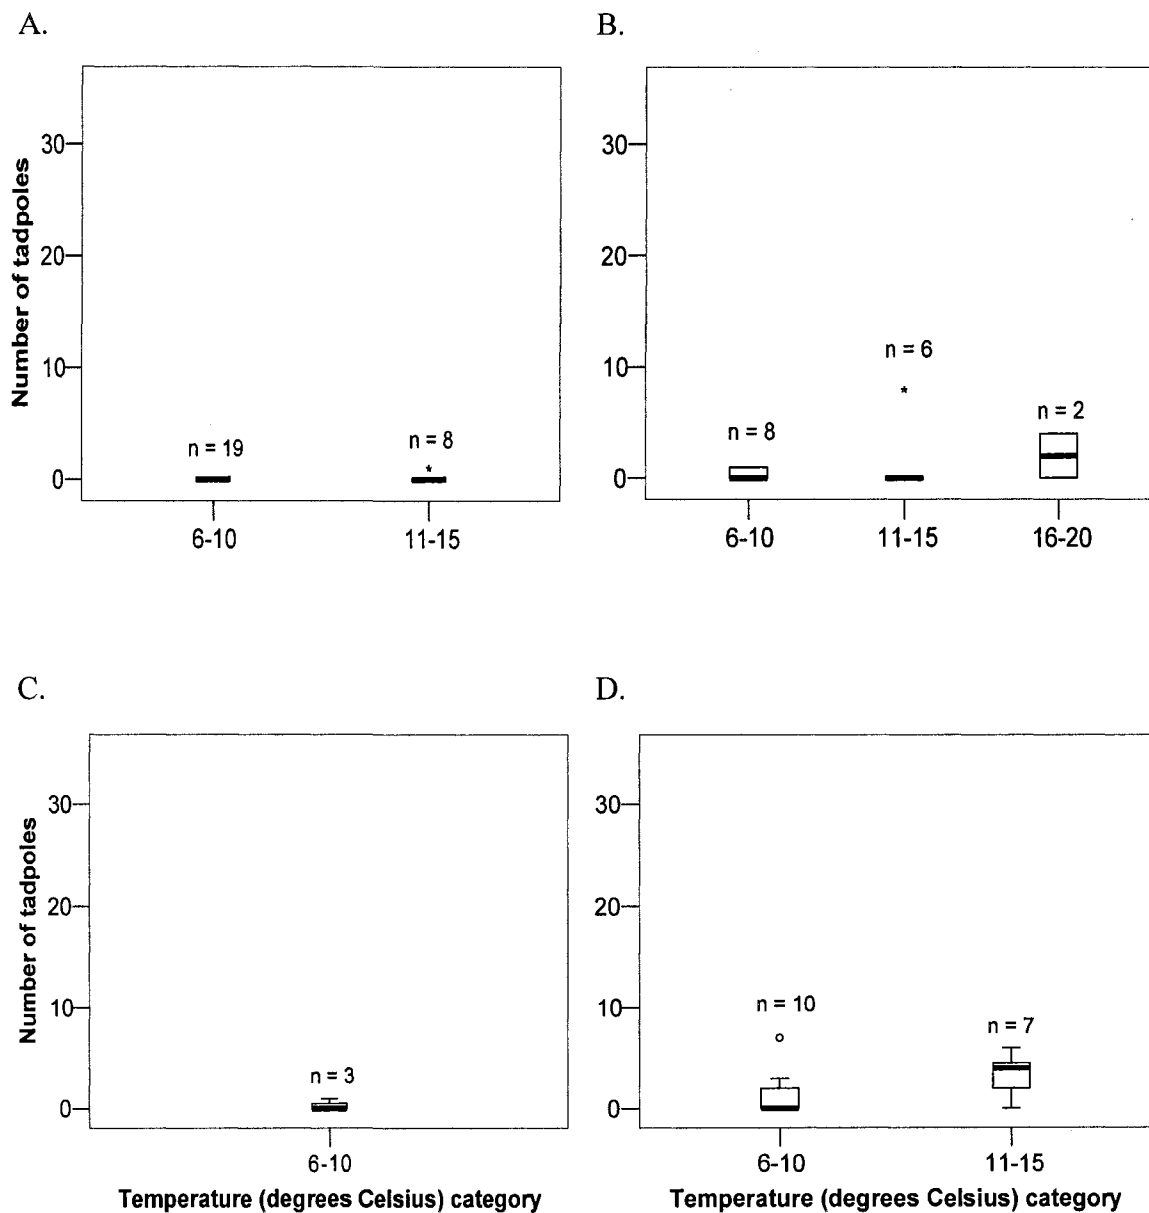 A.
B.
Number of tadpoles
30
20
10
0
n = 19
n = 8
*
6-10
11-15
30
20
10
0
n = 8
n = 6
*
n = 2
6-10
11-15
16-20
C.
D.
Number of tadpoles
30
20
10
0
n = 3
6-10
Temperature (degrees Celsius) category
30
20
10
0
n = 10
n = 7
6-10
11-15
Temperature (degrees Celsius) category